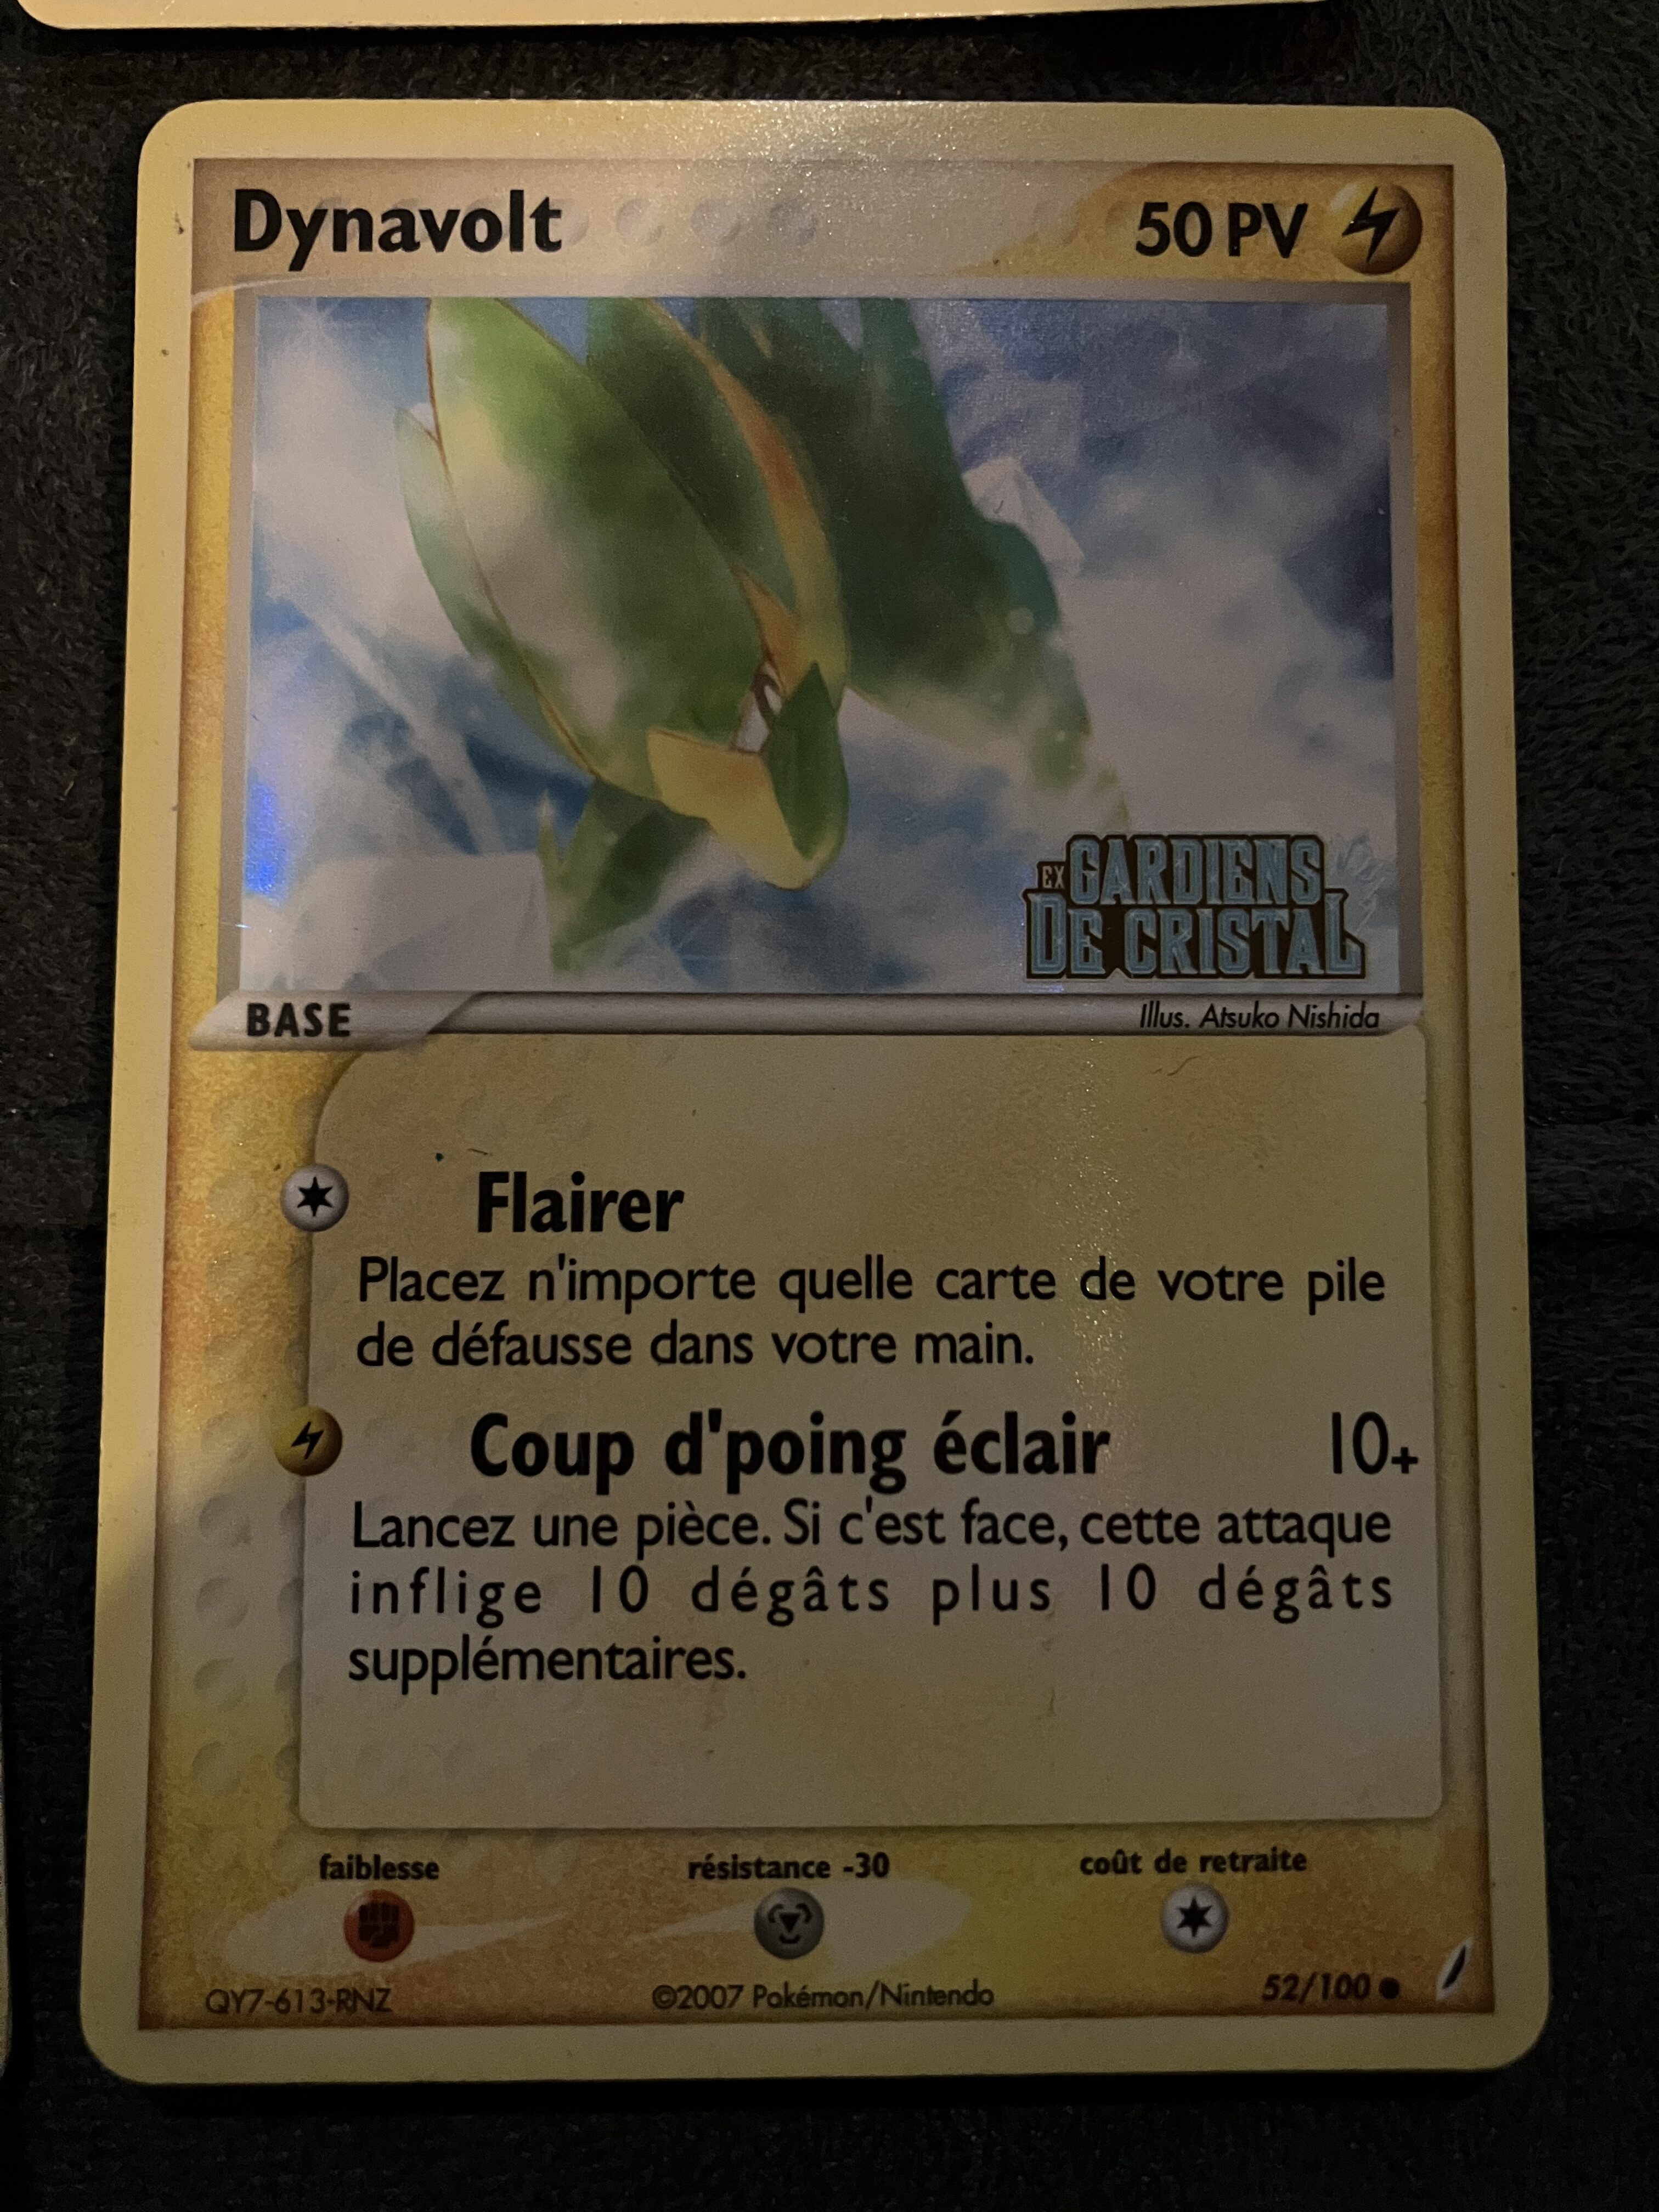 Dynavolt
50 PV
EX GARDIENS
DE CRISTAL
BASE
Illus. Atsuko Nishida
Flairer
Placez n'importe quelle carte de votre pile
de défausse dans votre main.
Coup d'poing éclair 10+
Lancez une pièce. Si c'est face, cette attaque
inflige 10 dégâts plus 10 dégâts
supplémentaires.
faiblesse
résistance -30
coût de retraite
QY7-613-RNZ
©2007 Pokémon/Nintendo
52/100